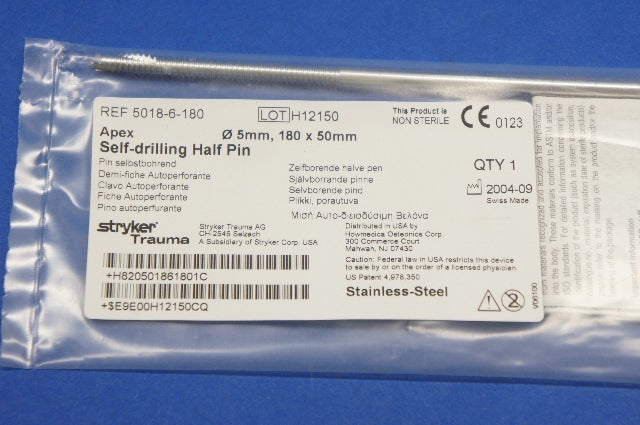 REF 5018-6-180
LOT H12150
This Product is
NON STERILE
CE 0123
Apex
Ø 5mm, 180 x 50mm
Self-drilling Half Pin
QTY 1
Pin selbstbohrend
Demi-fiche Autoperforante
Clavo Autoperforante
Fiche Autoperforante
Pino autoperfurante
Zelfborende halve pen
Självborrande pinne
Selvborende pind
Piikki, porautuva
Μισή Αυτο-διεισδύσιμη Βελόνα
2004-09
Swiss Made
stryker
Trauma
Stryker Trauma AG
CH-2545 Selzach
A Subsidiary of Stryker Corp. USA
Distributed in USA by
Howmedica Osteonics Corp.
300 Commerce Court
Mahwah, NJ 07430
Caution: Federal law in USA restricts this device
to sale by or on the order of a licensed physician
US Patent 4,978,350
+H820501861801C
+$E9E00H12150CQ
Stainless-Steel
V06100